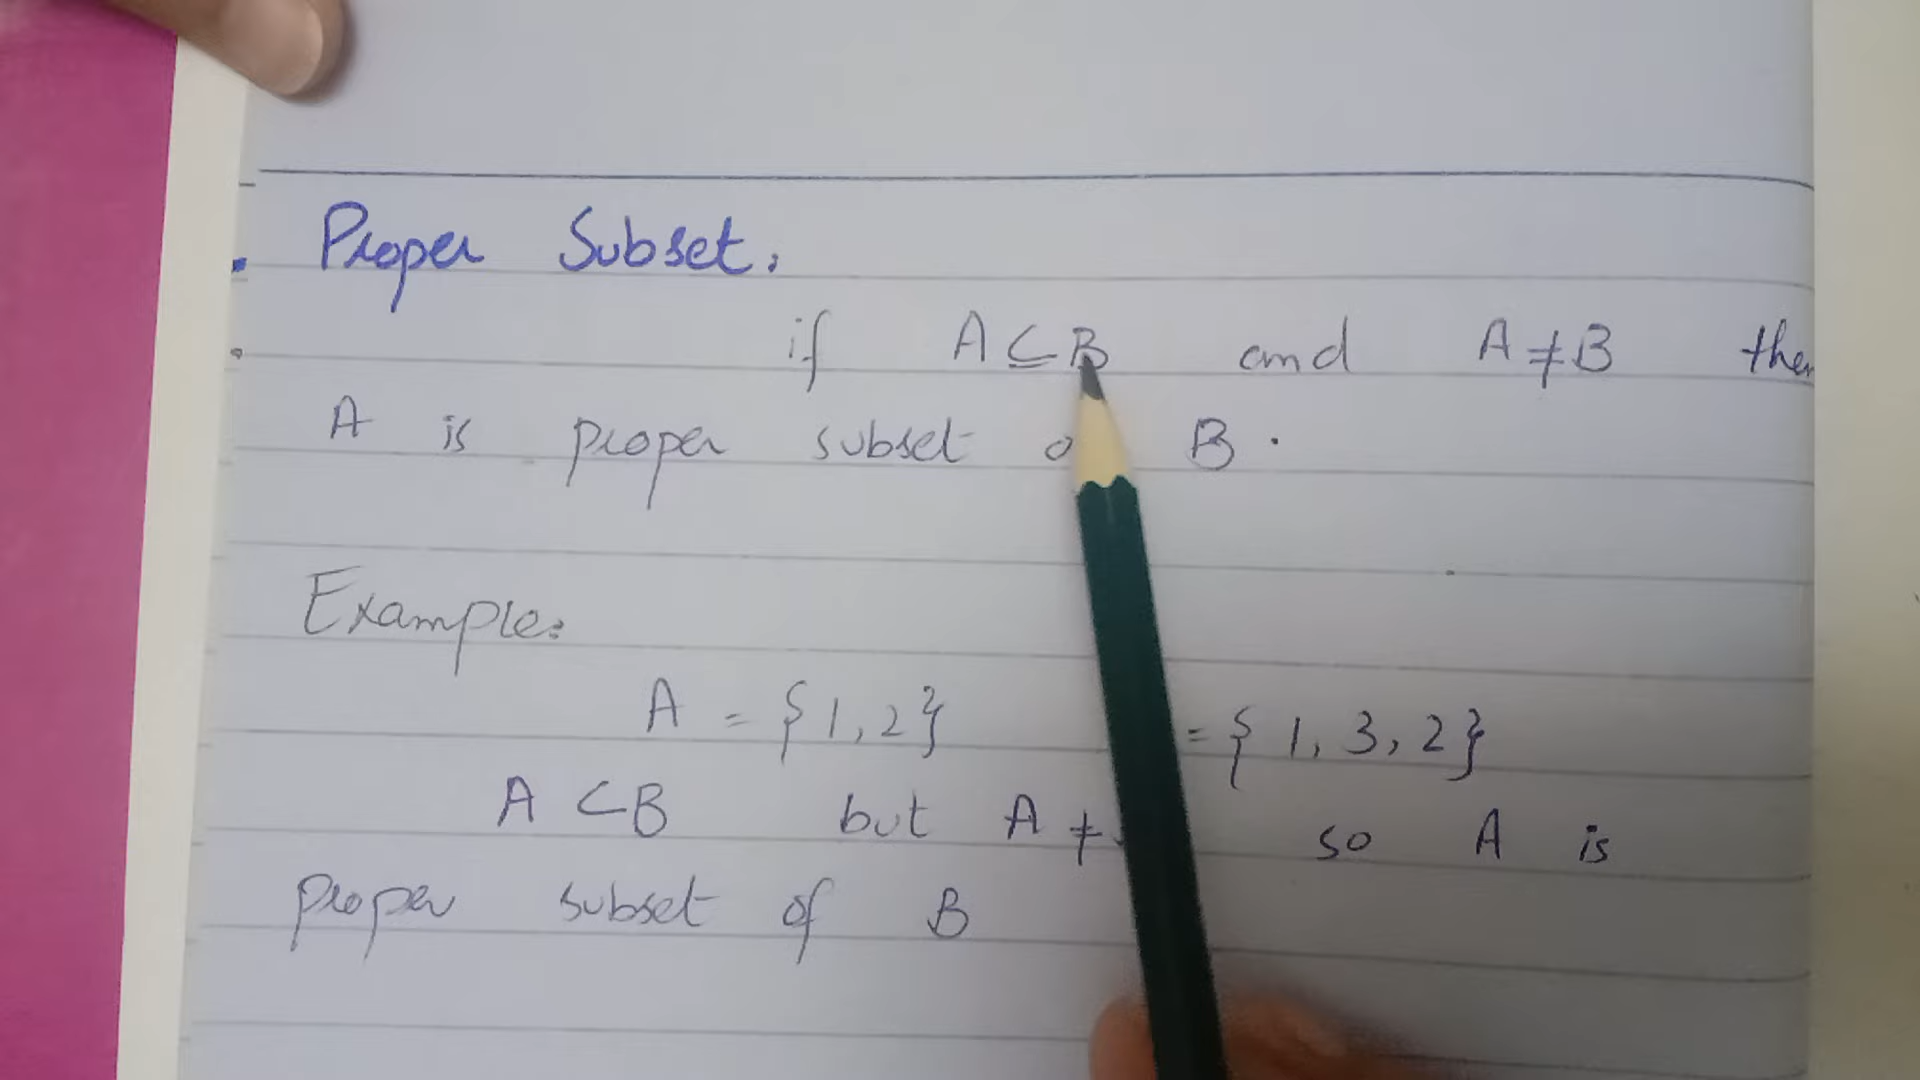 Proper Subset:
if A ⊆ B and A ≠ B then
A is proper subset B.
Example:
A = {1, 2} = {1, 3, 2}
A ⊂ B but A ≠ so A is
proper subset of B